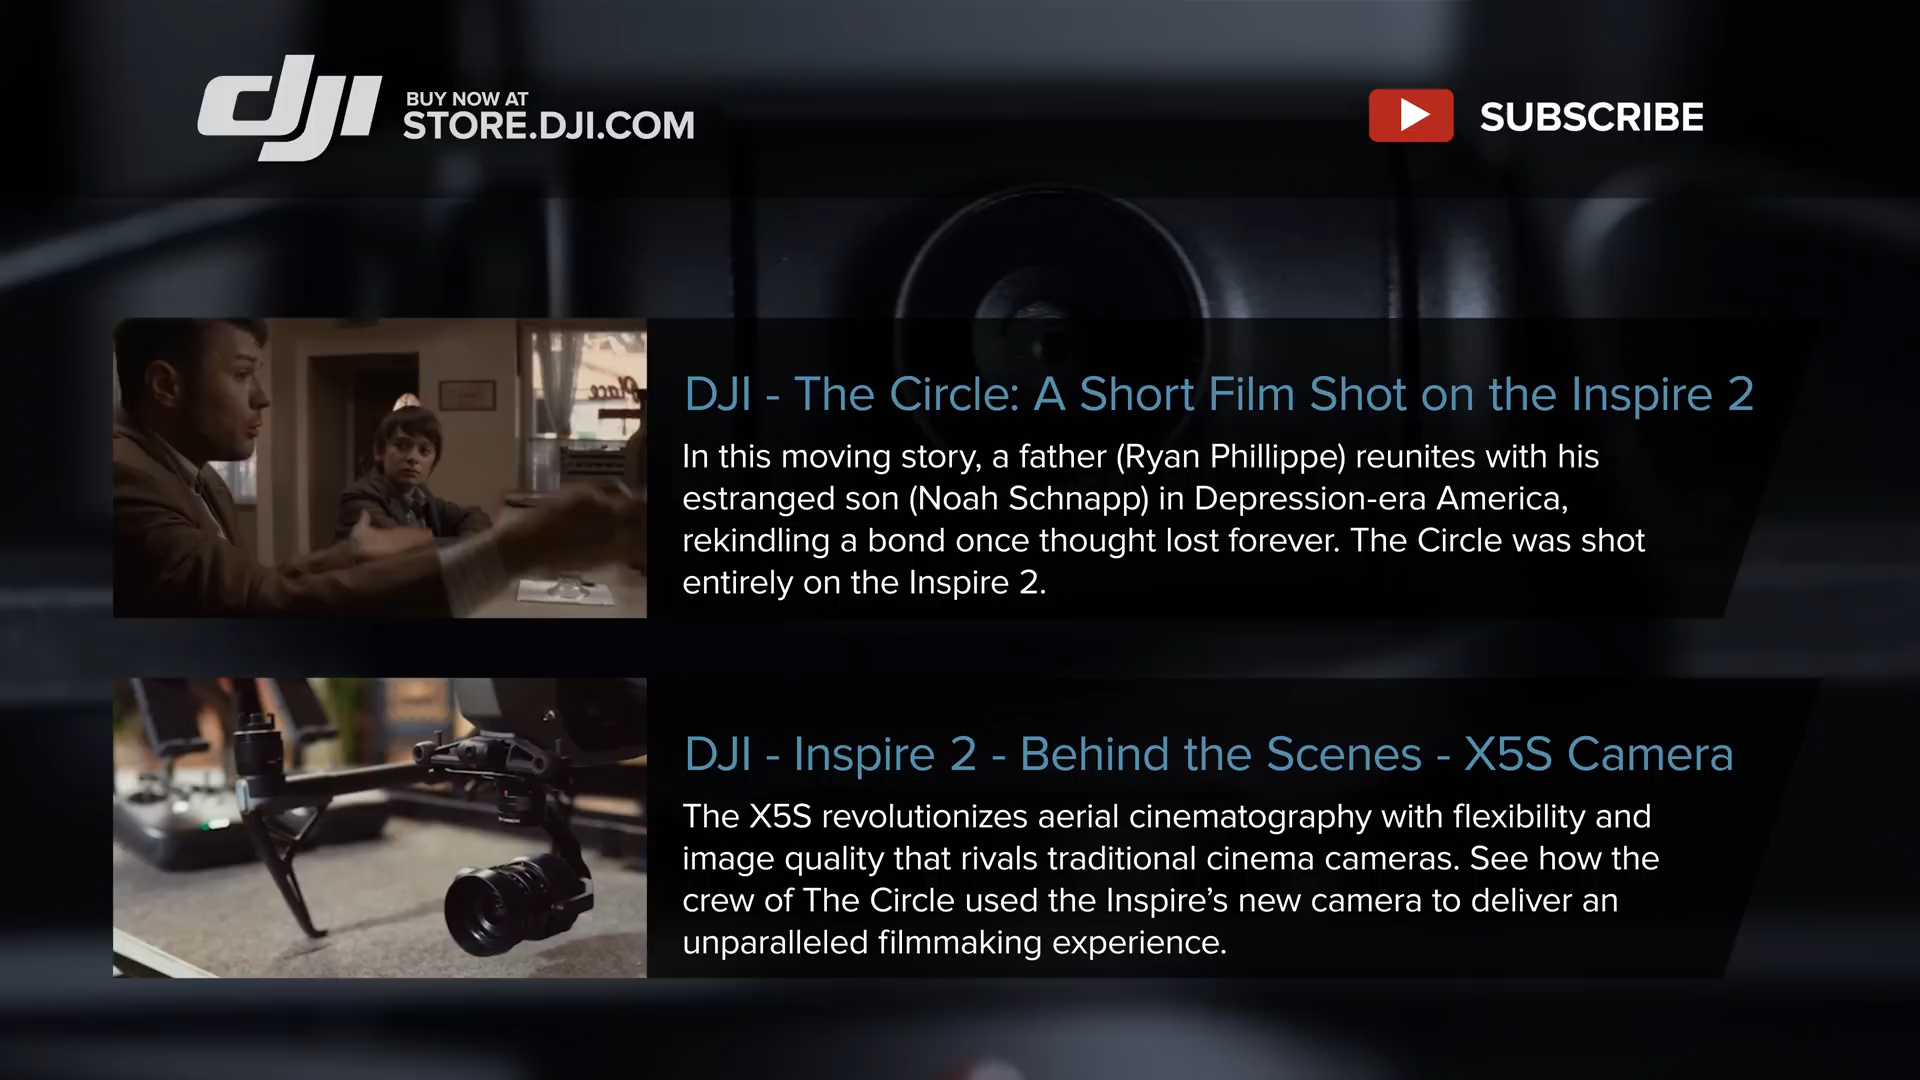 dji
BUY NOW AT
STORE.DJI.COM
SUBSCRIBE
DJI - The Circle: A Short Film Shot on the Inspire 2
In this moving story, a father (Ryan Phillippe) reunites with his
estranged son (Noah Schnapp) in Depression-era America,
rekindling a bond once thought lost forever. The Circle was shot
entirely on the Inspire 2.
DJI - Inspire 2 - Behind the Scenes - X5S Camera
The X5S revolutionizes aerial cinematography with flexibility and
image quality that rivals traditional cinema cameras. See how the
crew of The Circle used the Inspire’s new camera to deliver an
unparalleled filmmaking experience.